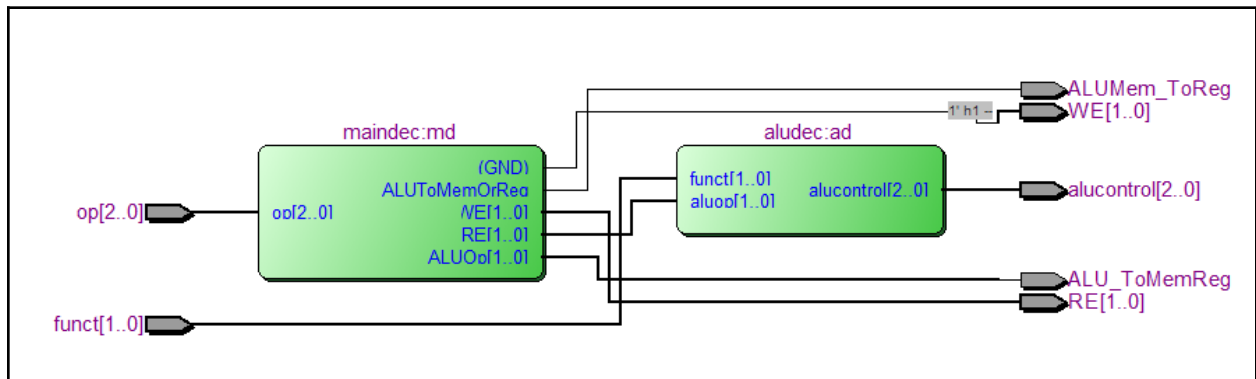 ALUMem_ToReg
1' h1 --
WE[1..0]
maindec:md
aludec:ad
(GND)
ALUToMemOrReg
funct[1..0]
alucontrol[2..0]
alucontrol[2..0]
aluop[1..0]
op[2..0]
op[2..0]
WE[1..0]
RE[1..0]
ALUOp[1..0]
ALU_ToMemReg
RE[1..0]
funct[1..0]